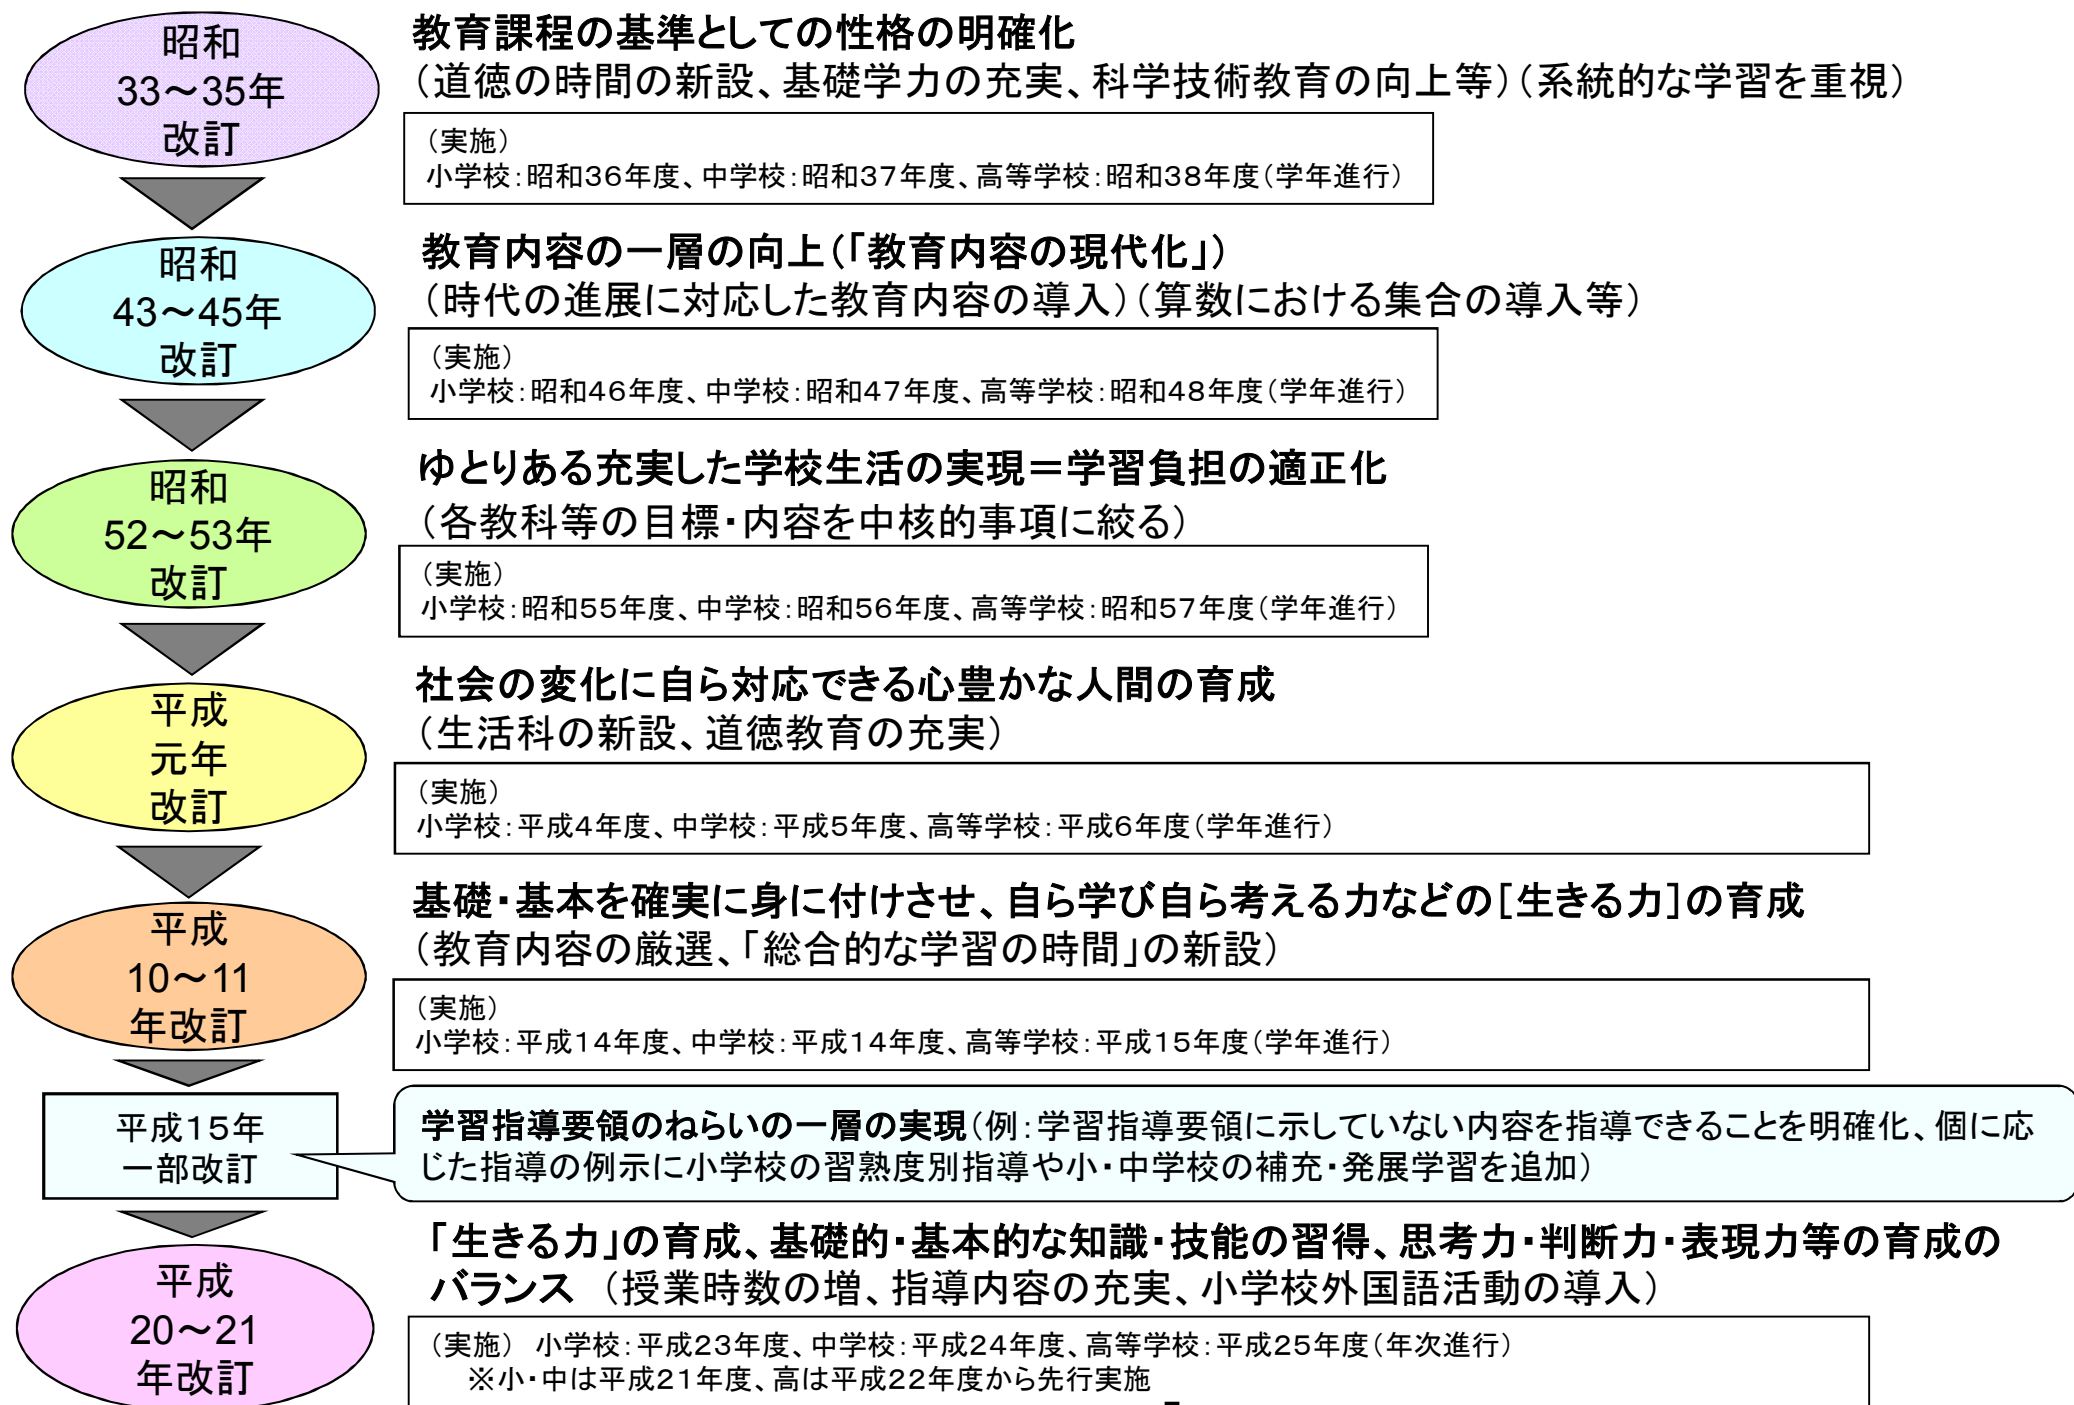 昭和
33～35年
改訂
教育課程の基準としての性格の明確化
（道徳の時間の新設、基礎学力の充実、科学技術教育の向上等）（系統的な学習を重視）
（実施）
小学校：昭和36年度、中学校：昭和37年度、高等学校：昭和38年度（学年進行）
昭和
43～45年
改訂
教育内容の一層の向上（「教育内容の現代化」）
（時代の進展に対応した教育内容の導入）（算数における集合の導入等）
（実施）
小学校：昭和46年度、中学校：昭和47年度、高等学校：昭和48年度（学年進行）
昭和
52～53年
改訂
ゆとりある充実した学校生活の実現＝学習負担の適正化
（各教科等の目標・内容を中核的事項に絞る）
（実施）
小学校：昭和55年度、中学校：昭和56年度、高等学校：昭和57年度（学年進行）
平成
元年
改訂
社会の変化に自ら対応できる心豊かな人間の育成
（生活科の新設、道徳教育の充実）
（実施）
小学校：平成4年度、中学校：平成5年度、高等学校：平成6年度（学年進行）
平成
10～11
年改訂
基礎・基本を確実に身に付けさせ、自ら学び自ら考える力などの［生きる力］の育成
（教育内容の厳選、「総合的な学習の時間」の新設）
（実施）
小学校：平成14年度、中学校：平成14年度、高等学校：平成15年度（学年進行）
平成15年
一部改訂
学習指導要領のねらいの一層の実現（例：学習指導要領に示していない内容を指導できることを明確化、個に応
じた指導の例示に小学校の習熟度別指導や小・中学校の補充・発展学習を追加）
平成
20～21
年改訂
「生きる力」の育成、基礎的・基本的な知識・技能の習得、思考力・判断力・表現力等の育成の
バランス　（授業時数の増、指導内容の充実、小学校外国語活動の導入）
（実施）　小学校：平成23年度、中学校：平成24年度、高等学校：平成25年度（年次進行）
※小・中は平成21年度、高は平成22年度から先行実施